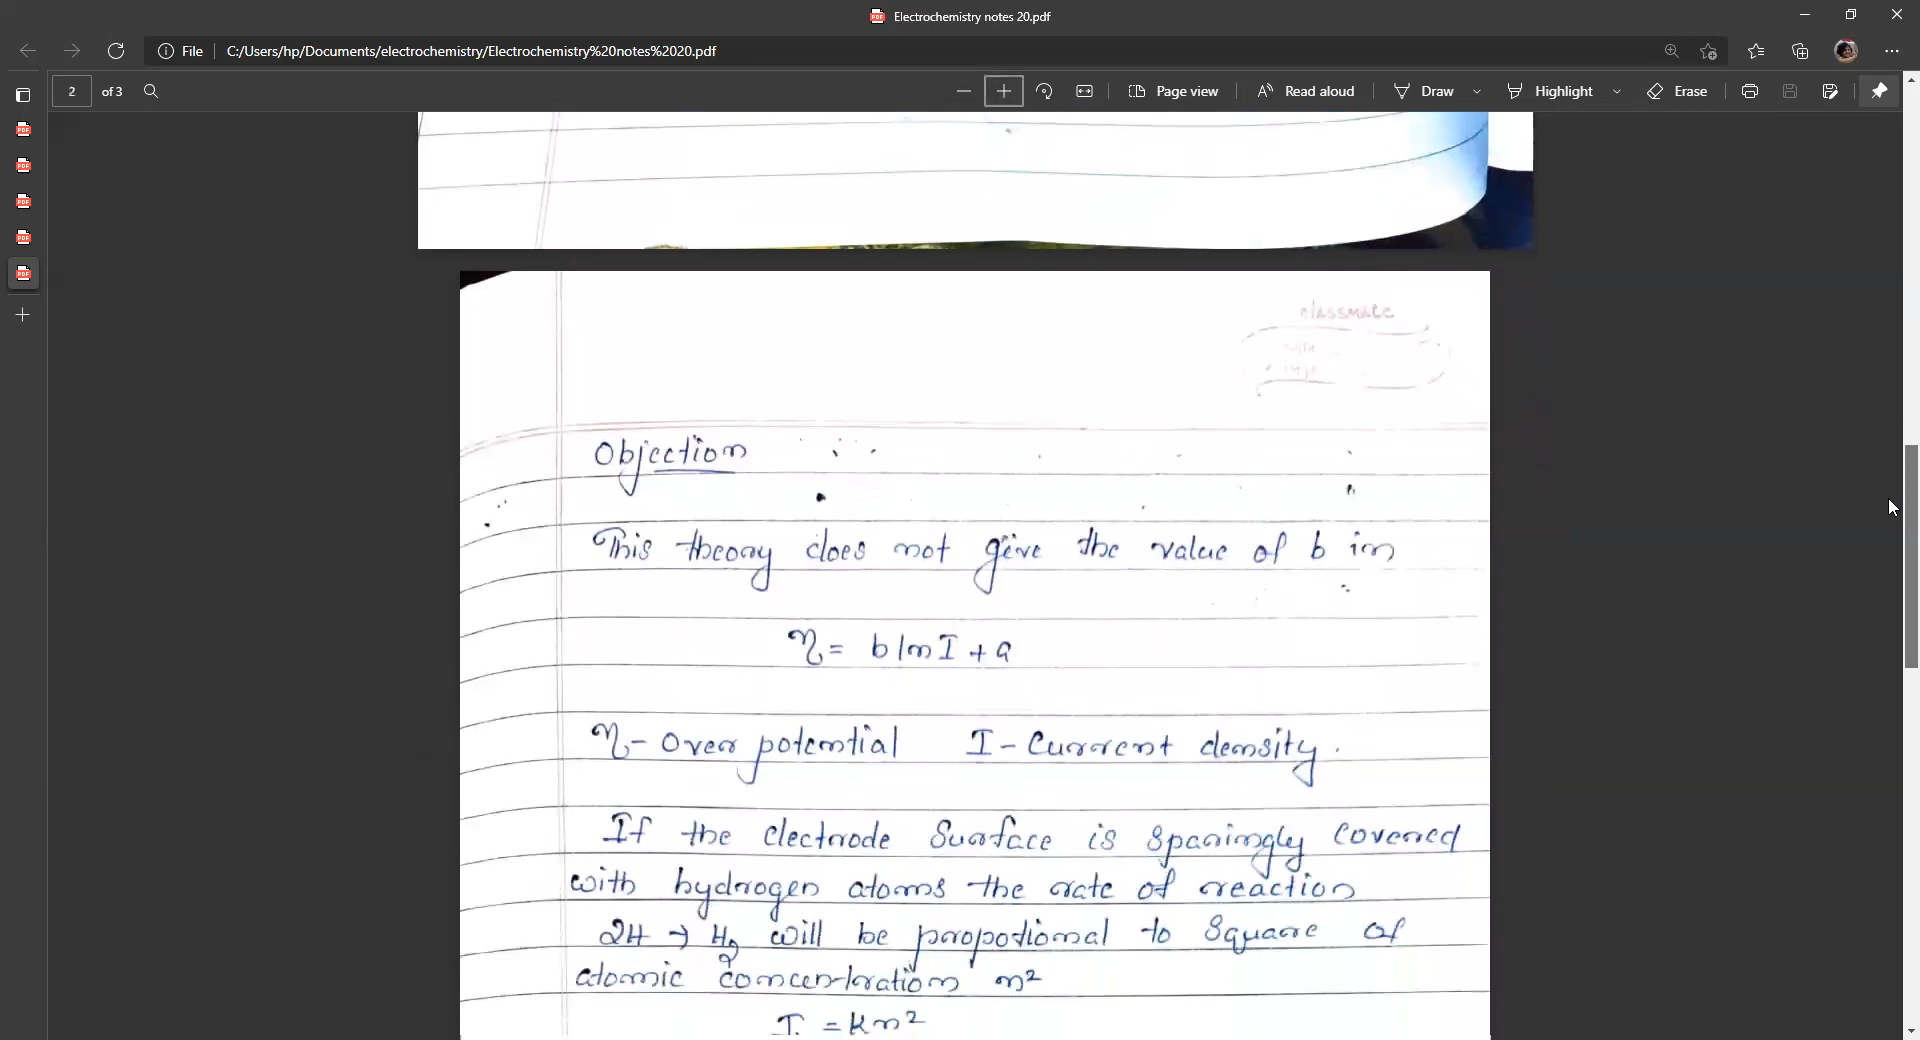 Electrochemistry notes 20.pdf
File
C:/Users/hp/Documents/electrochemistry/Electrochemistry%20notes%2020.pdf
2 of 3
Page view
Read aloud
Draw
Highlight
Erase
classmate
Objection
This theory does not give the value of b in
η = b ln I + a
η - Over potential I - Current density.
If the electrode Surface is sparingly covered
with hydrogen atoms the rate of reaction
2H → H₂ will be propotional to square of
atomic concentration n²
I = kn²